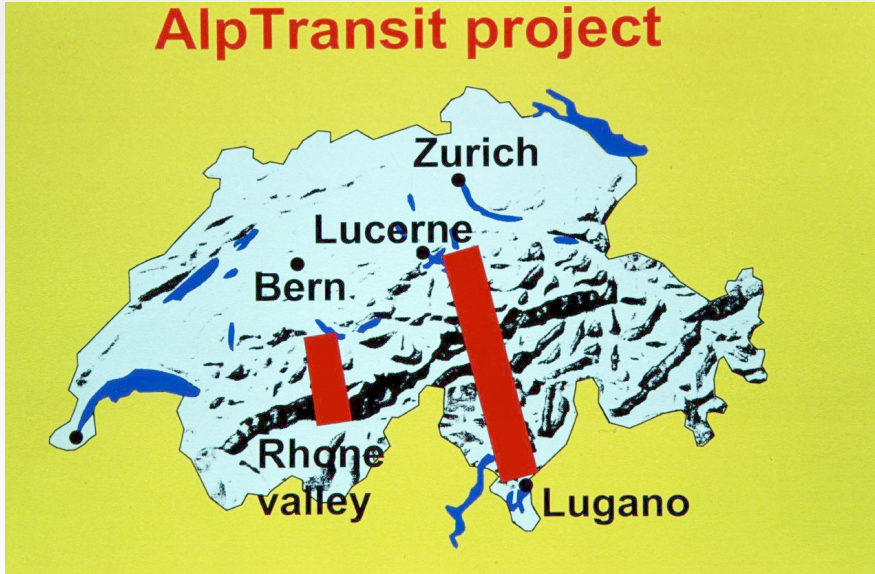 AlpTransit project
Zurich
Lucerne
Bern
Rhone
valley
Lugano